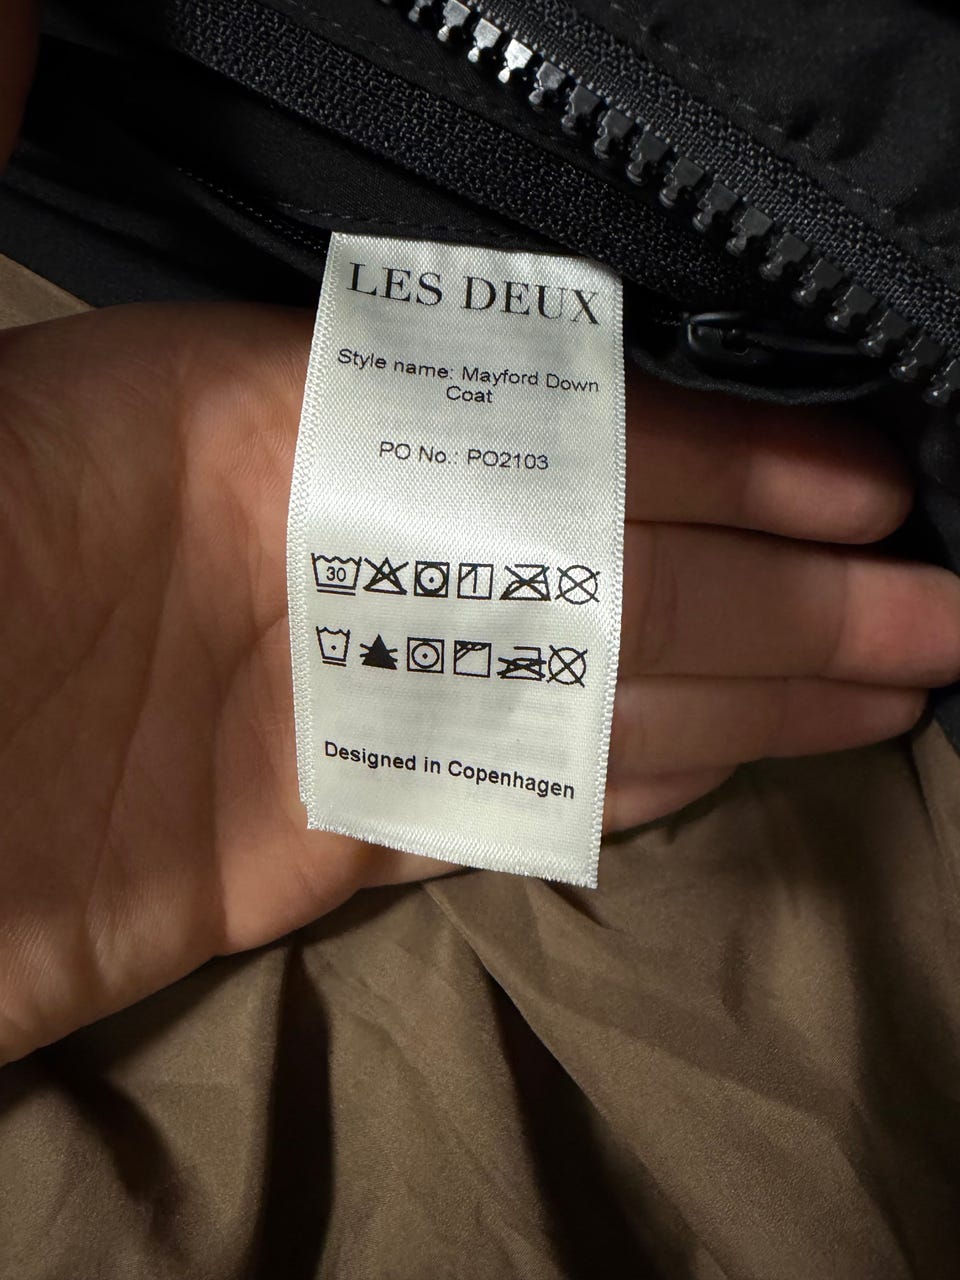 LES DEUX
Style name: Mayford Down
Coat
PO No.: PO2103
30
Designed in Copenhagen